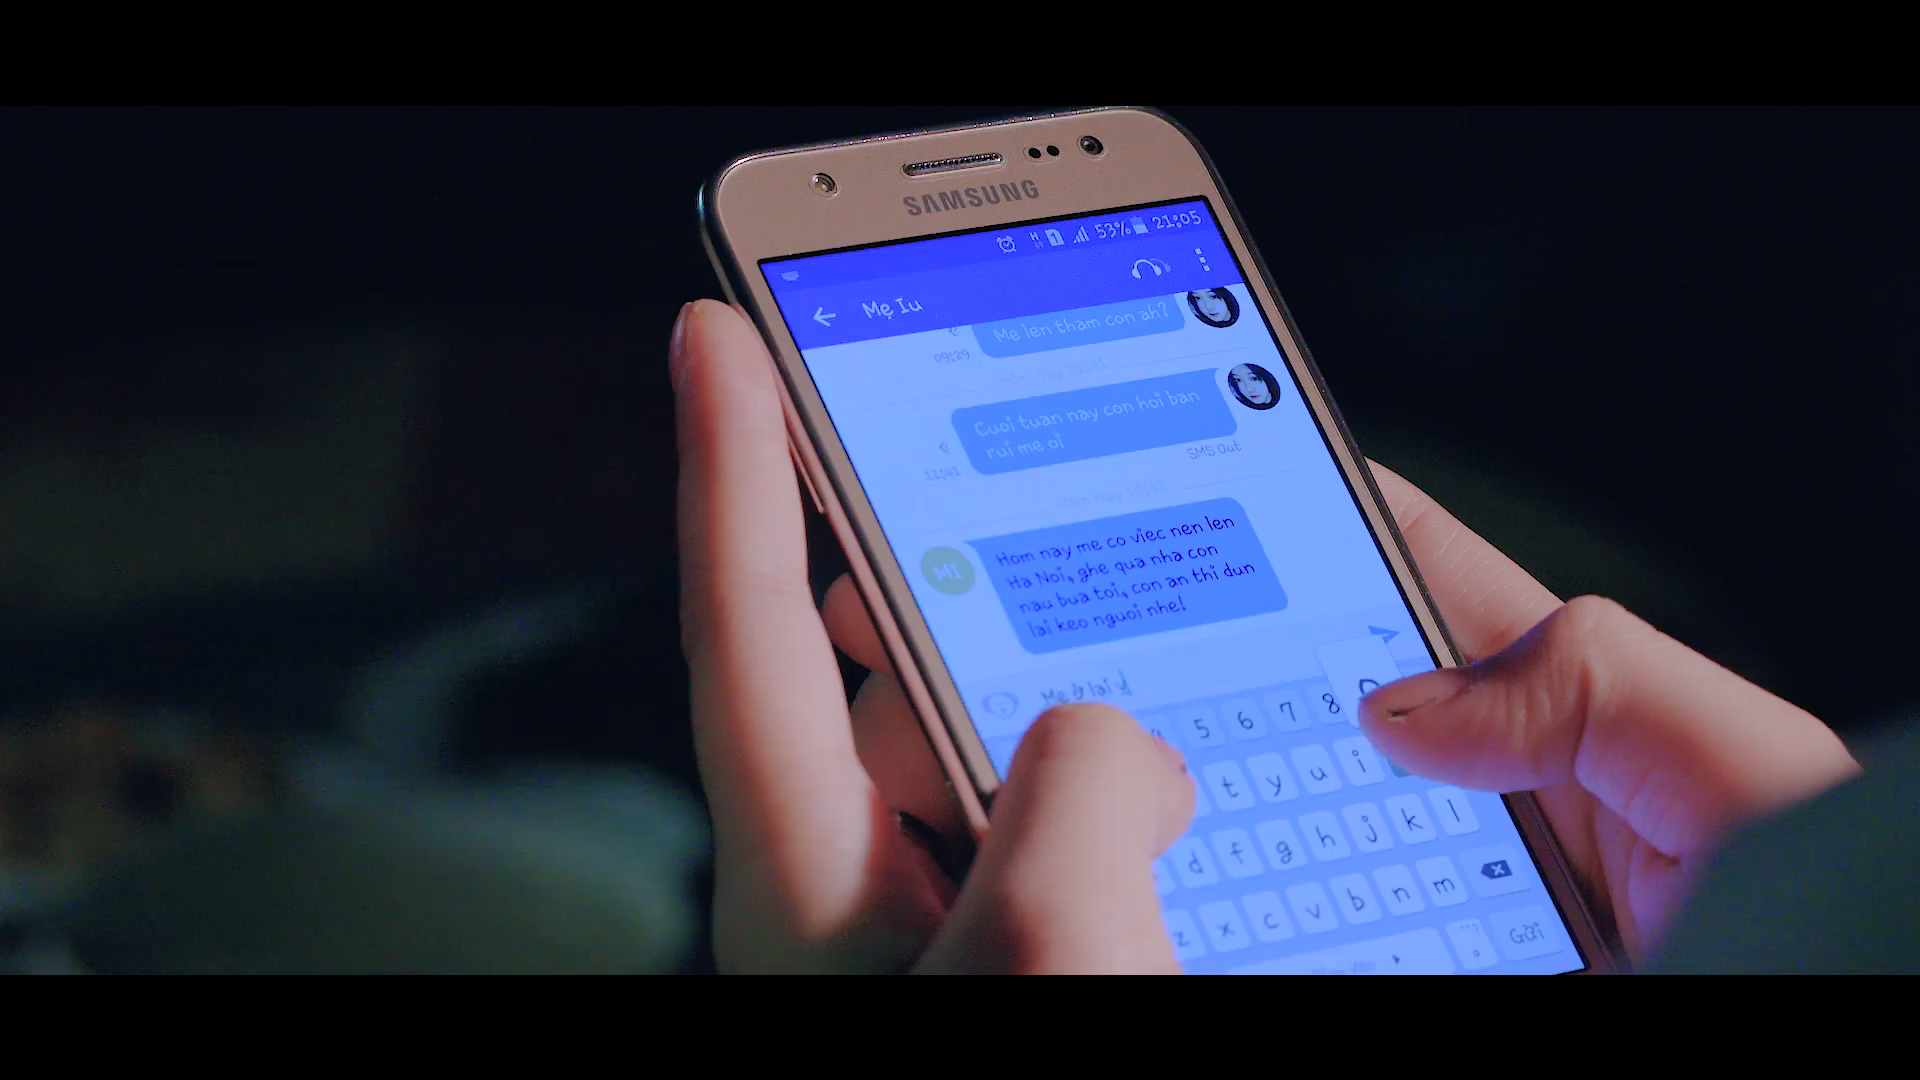 SAMSUNG
53% 21:05
Mẹ Iu
Me len tham con ah?
09:29
Cuoi tuan nay con hoi ban
rui me oi
11:41
SMS Out
Hom nay me co viec nen len
Ha Noi, ghe qua nha con
nau bua toi, con an thi dun
lai keo nguoi nhe!
MI
Mẹ ở lại
5 6 7 8
t y u i
d f g h j k l
z x c v b n m
Gửi